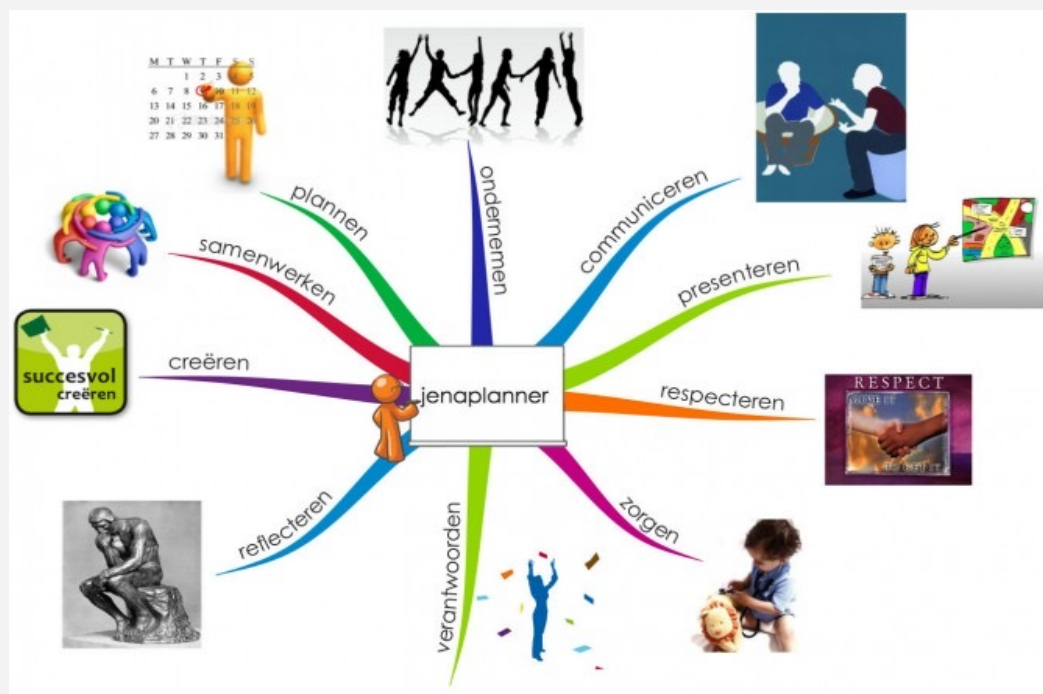 M T W T F S S
1 2 3 4 5
6 7 8 9 10 11 12
13 14 15 16 17 18 19
20 21 22 23 24 25 26
27 28 29 30 31
plannen
ondernemen
communiceren
samenwerken
presenteren
creëren
succesvol
creëren
jenaplanner
respecteren
RESPECT
reflecteren
verantwoorden
zorgen